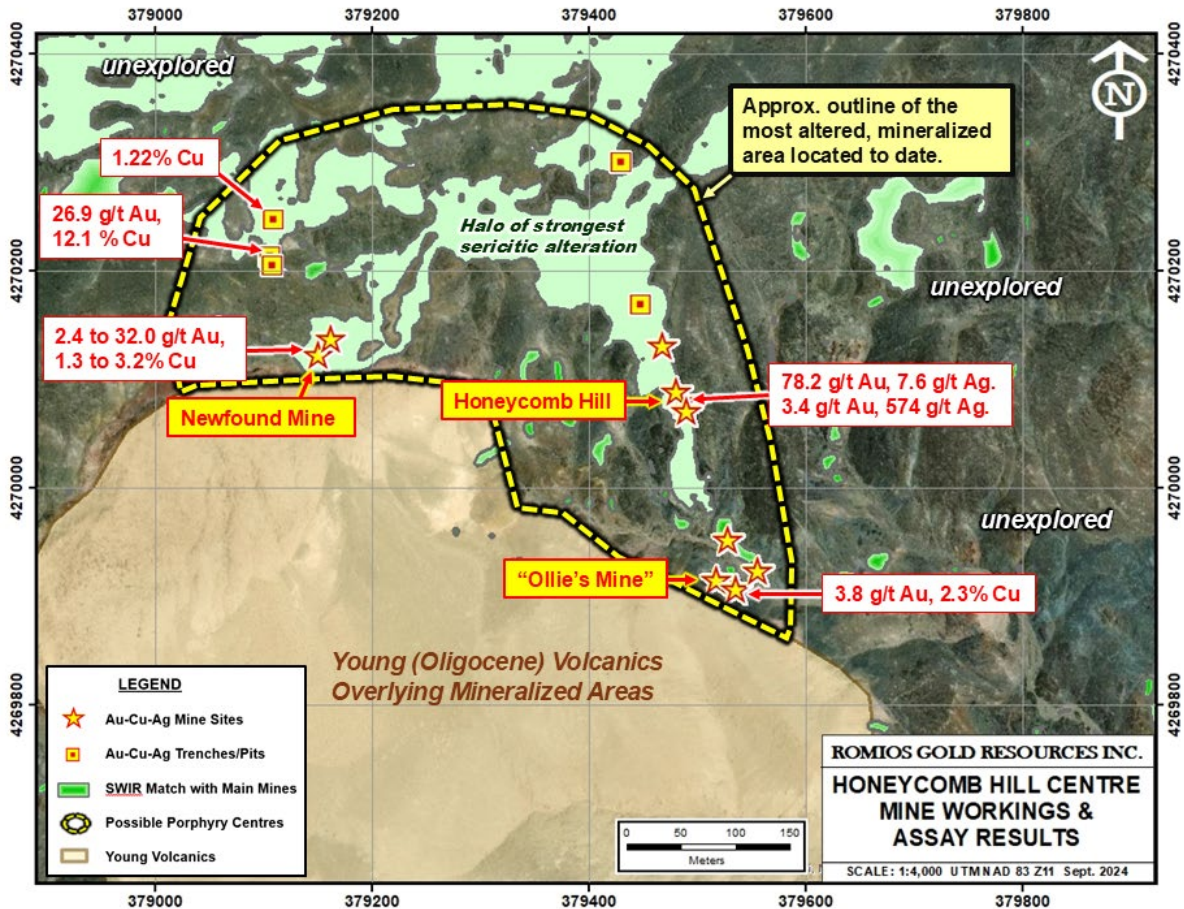 379000
379200
379400
379600
379800
4270400
4270400
unexplored
N
Approx. outline of the
most altered, mineralized
area located to date.
1.22% Cu
26.9 g/t Au,
12.1 % Cu
Halo of strongest
sericitic alteration
4270200
4270200
unexplored
2.4 to 32.0 g/t Au,
1.3 to 3.2% Cu
Newfound Mine
Honeycomb Hill
78.2 g/t Au, 7.6 g/t Ag.
3.4 g/t Au, 574 g/t Ag.
4270000
4270000
unexplored
“Ollie’s Mine”
3.8 g/t Au, 2.3% Cu
Young (Oligocene) Volcanics
Overlying Mineralized Areas
4269800
4269800
LEGEND
Au-Cu-Ag Mine Sites
Au-Cu-Ag Trenches/Pits
SWIR Match with Main Mines
Possible Porphyry Centres
Young Volcanics
0 50 100 150
Meters
ROMIOS GOLD RESOURCES INC.
HONEYCOMB HILL CENTRE
MINE WORKINGS &
ASSAY RESULTS
SCALE: 1:4,000 UTM NAD 83 Z11 Sept. 2024
379000
379200
379400
379600
379800